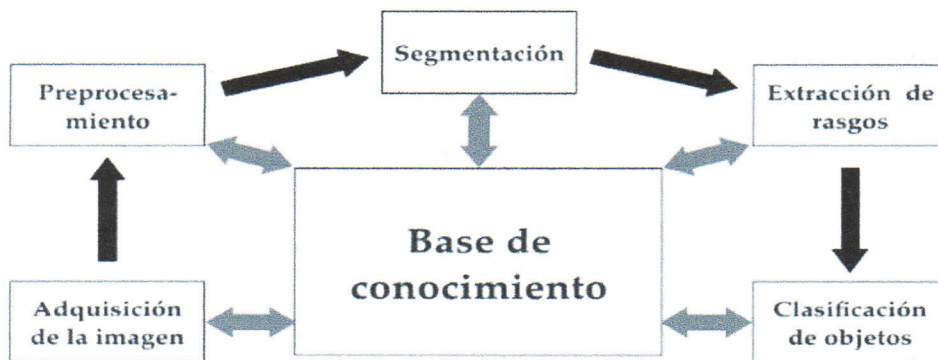 Segmentación
Preprocesa-
miento
Extracción de
rasgos
Base de
conocimiento
Adquisición
de la imagen
Clasificación
de objetos